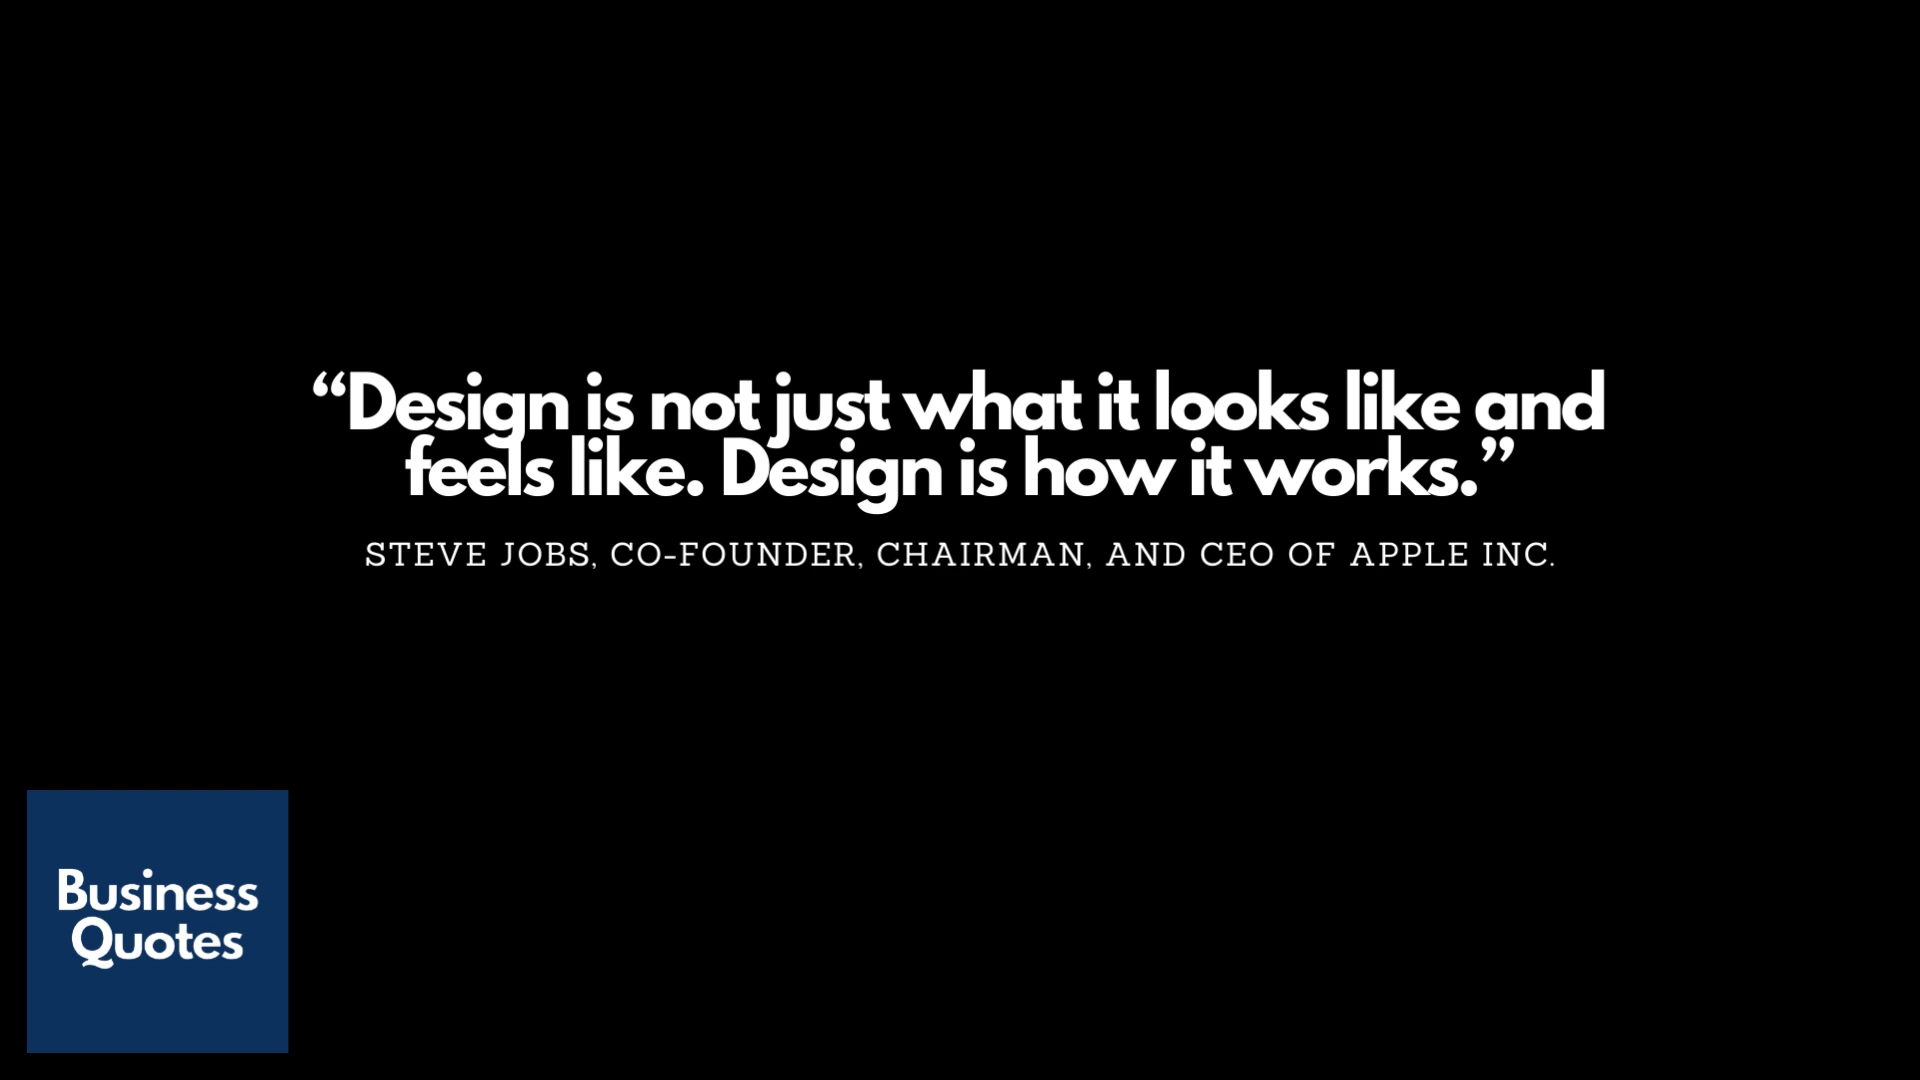 “Design is not just what it looks like and
feels like. Design is how it works.”
STEVE JOBS, CO-FOUNDER, CHAIRMAN, AND CEO OF APPLE INC.
Business
Quotes